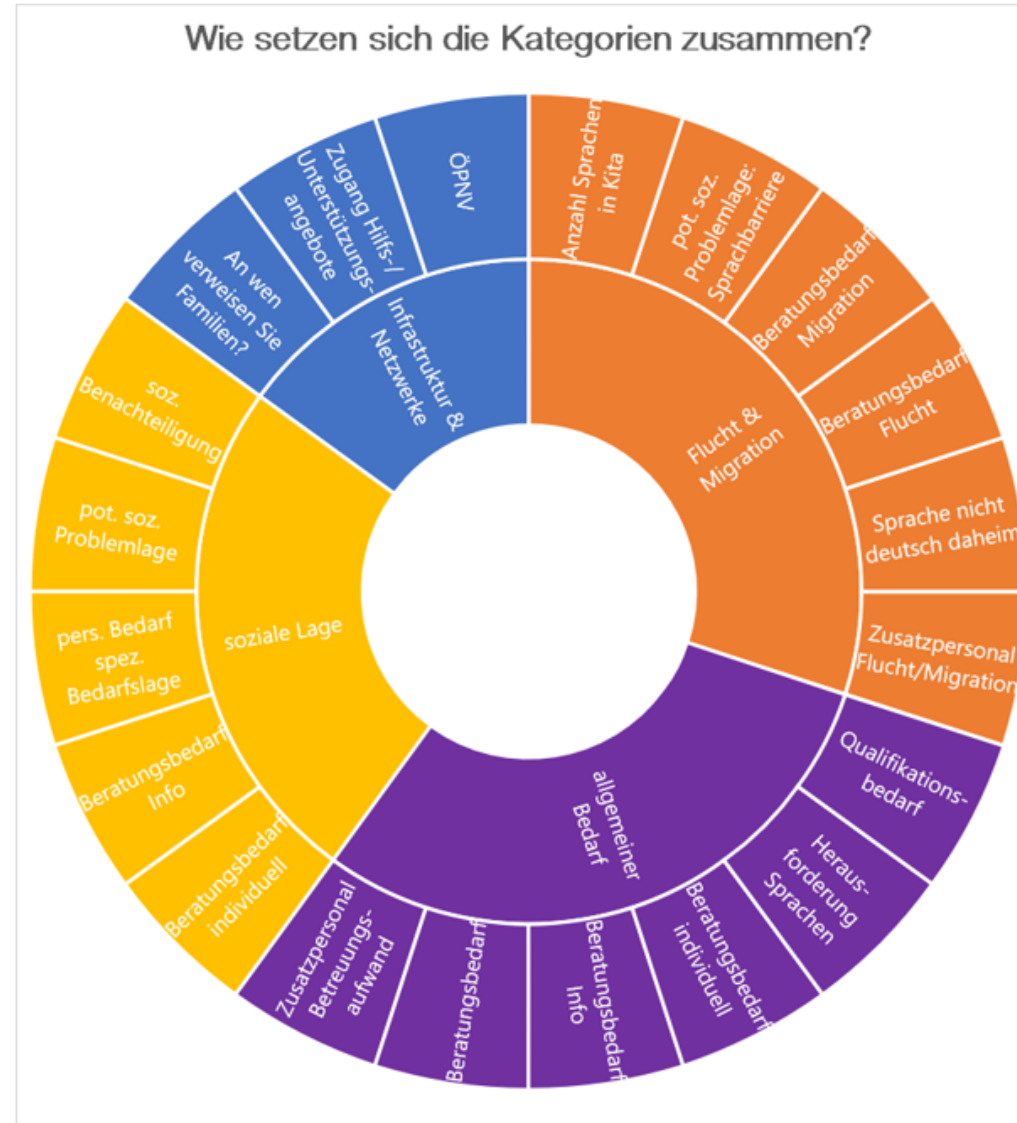 Wie setzen sich die Kategorien zusammen?
Anzahl Sprachen
in Kita
pot. soz.
Problemlage:
Sprachbarriere
Beratungsbedarf
Migration
Beratungsbedarf
Flucht
Sprache nicht
deutsch daheim
Zusatzpersonal
Flucht/Migration
Flucht &
Migration
Qualifikations-
bedarf
Heraus-
forderung
Sprachen
Beratungsbedarf
individuell
Beratungsbedarf
Info
Beratungsbedarf
Zusatzpersonal
Betreuungs-
aufwand
allgemeiner
Bedarf
Beratungsbedarf
individuell
Beratungsbedarf
Info
pers. Bedarf
spez.
Bedarfslage
pot. soz.
Problemlage
soz.
Benachteiligung
soziale Lage
An wen
verweisen Sie
Familien?
Zugang Hilfs-/
Unterstützungs-
angebote
ÖPNV
Infrastruktur &
Netzwerke